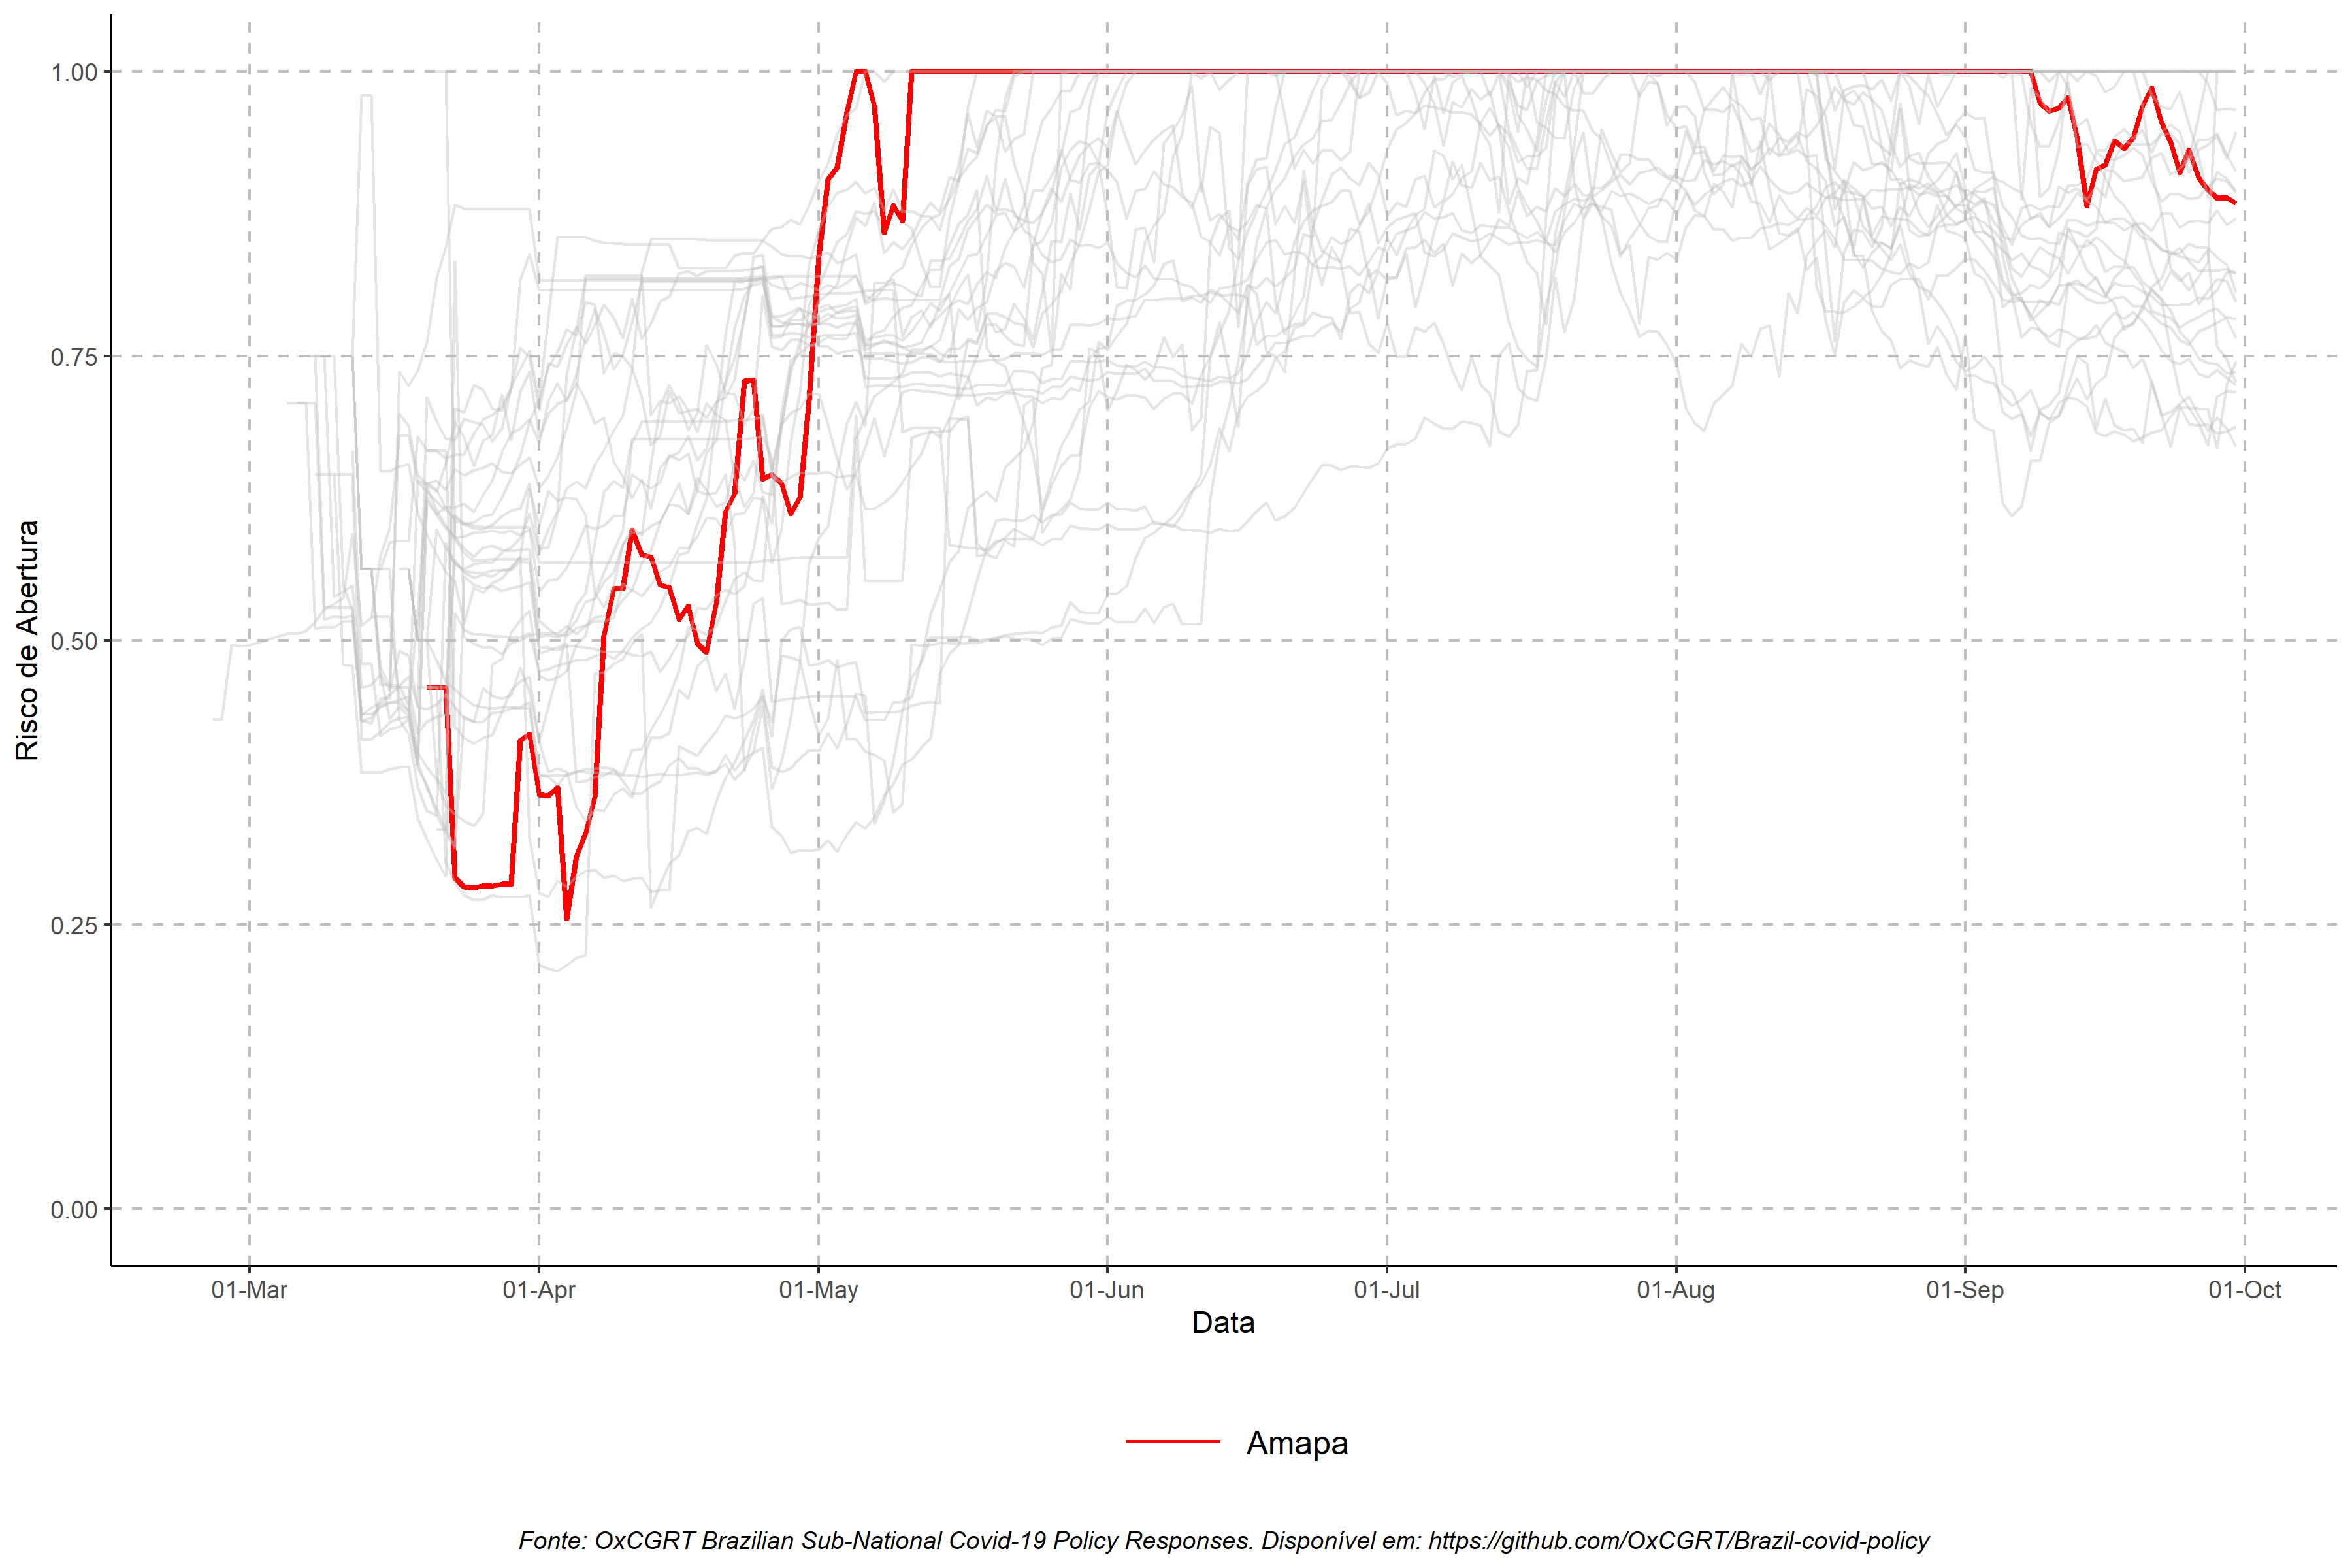 1.00
0.75
0.50
0.25
0.00
Risco de Abertura
01-Mar 01-Apr 01-May 01-Jun 01-Jul 01-Aug 01-Sep 01-Oct
Data
Amapa
Fonte: OxCGRT Brazilian Sub-National Covid-19 Policy Responses. Disponível em: https://github.com/OxCGRT/Brazil-covid-policy